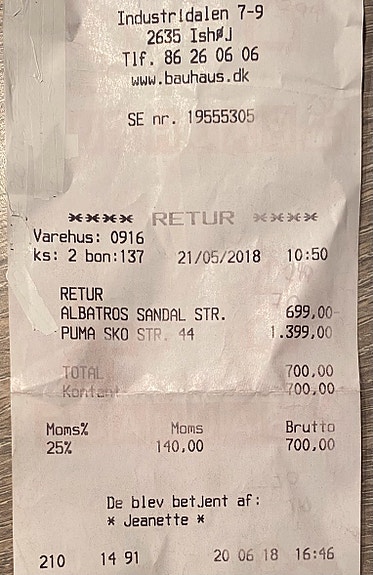 Industridalen 7-9
2635 IshØJ
Tlf. 86 26 06 06
www.bauhaus.dk
SE nr. 19555305
**** RETUR ****
Varehus: 0916
ks: 2 bon:137 21/05/2018 10:50
RETUR
ALBATROS SANDAL STR. 699,00-
PUMA SKO STR. 44 1.399,00
TOTAL 700,00
Kontant 700,00
Moms% Moms Brutto
25% 140,00 700,00
De blev betjent af:
* Jeanette *
210 14 91 20 06 18 16:46